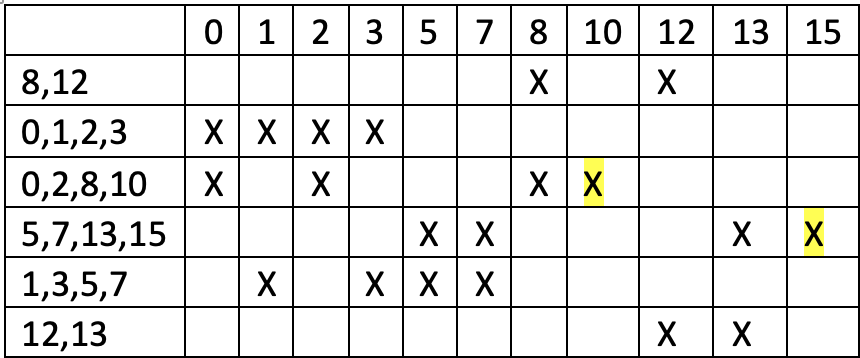 0 1 2 3 5 7 8 10 12 13 15
8,12 X X
0,1,2,3 X X X X
0,2,8,10 X X X X
5,7,13,15 X X X X
1,3,5,7 X X X X
12,13 X X